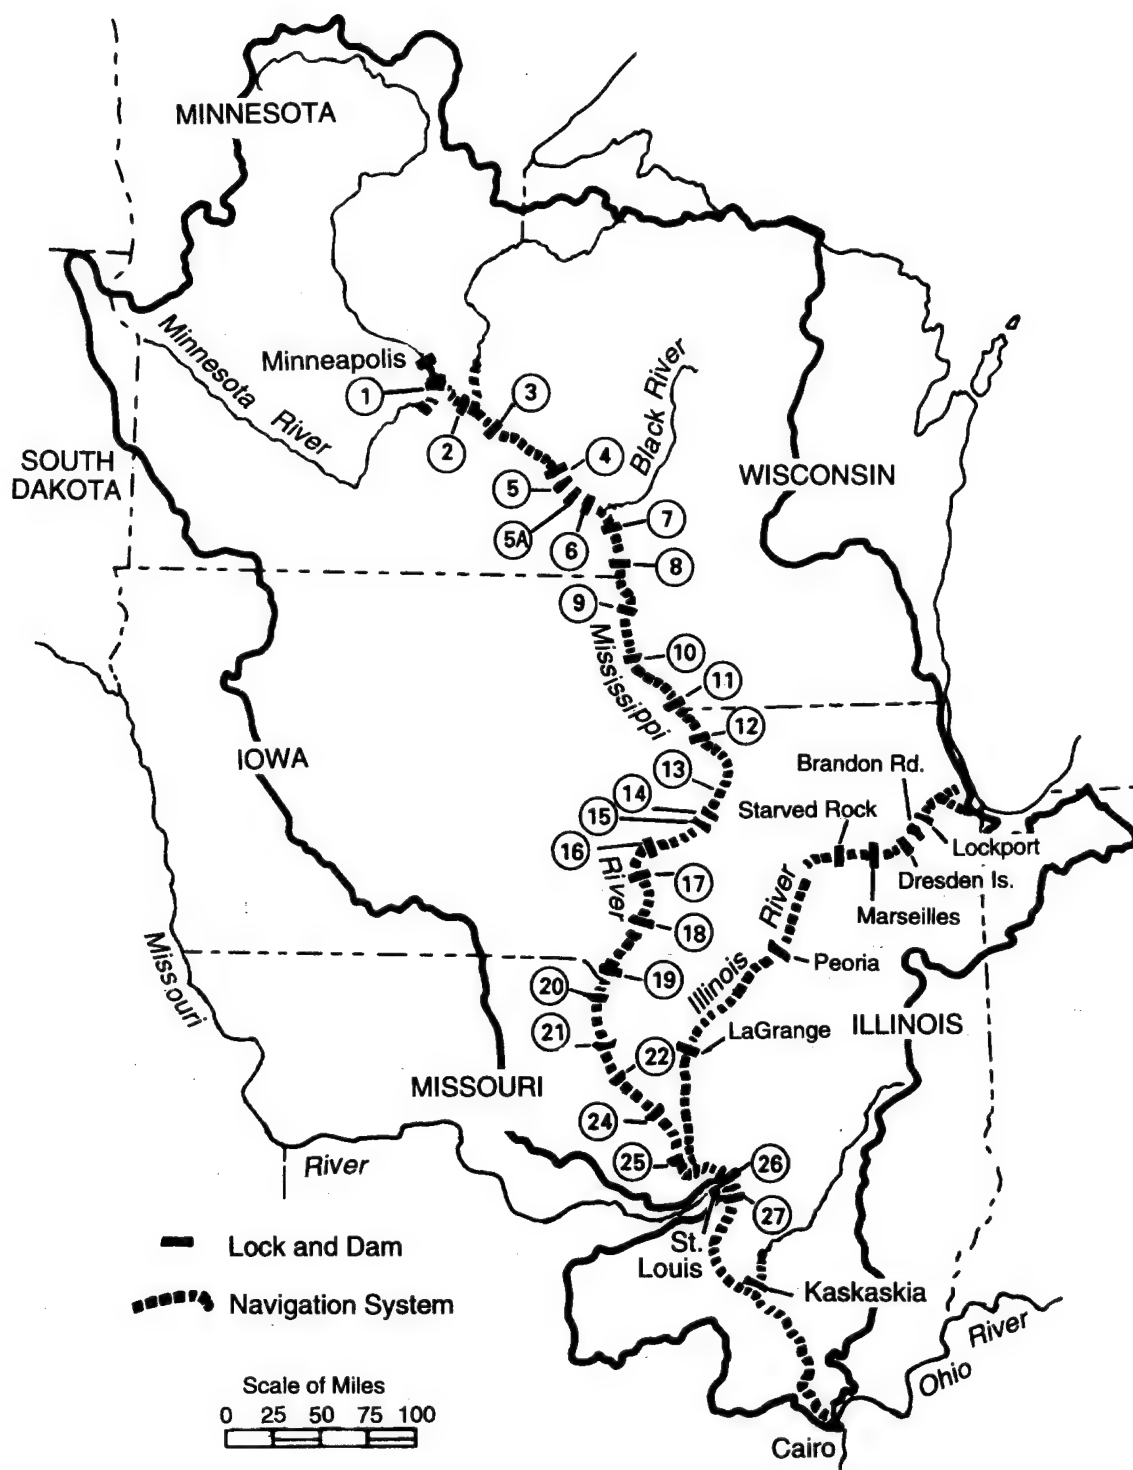 MINNESOTA
Minnesota River
Minneapolis
1
3
2
Black River
SOUTH
DAKOTA
4
5
WISCONSIN
5A
6
7
8
9
Mississippi
10
11
12
IOWA
13
Brandon Rd.
14
15
Starved Rock
16
Lockport
River
17
River
Dresden Is.
Marseilles
18
Missouri
Peoria
19
20
Illinois
21
LaGrange
ILLINOIS
22
MISSOURI
24
River
25
26
27
St.
Louis
Lock and Dam
Kaskaskia
Navigation System
Ohio River
Scale of Miles
0 25 50 75 100
Cairo